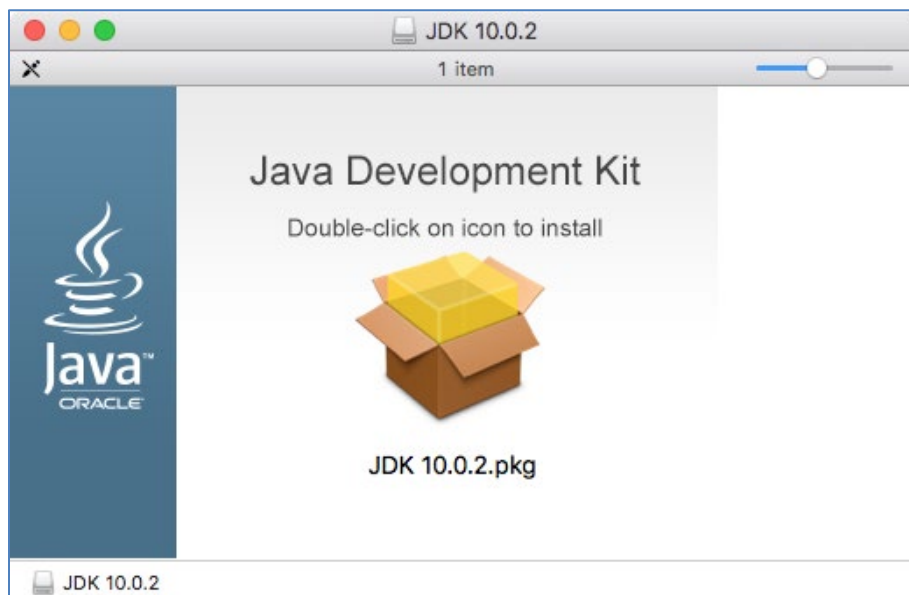 JDK 10.0.2
1 item
Java Development Kit
Double-click on icon to install
Java™
ORACLE
JDK 10.0.2.pkg
JDK 10.0.2